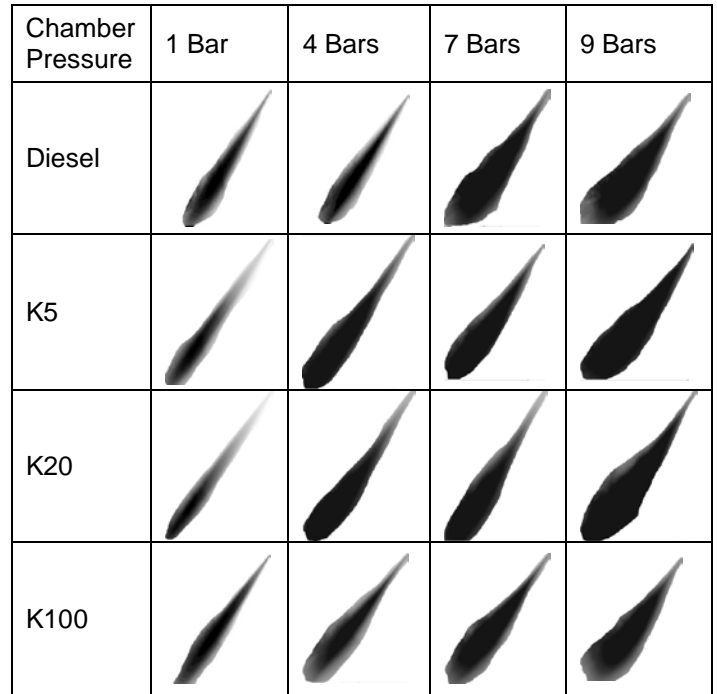 Chamber
Pressure
1 Bar
4 Bars
7 Bars
9 Bars
Diesel
K5
K20
K100